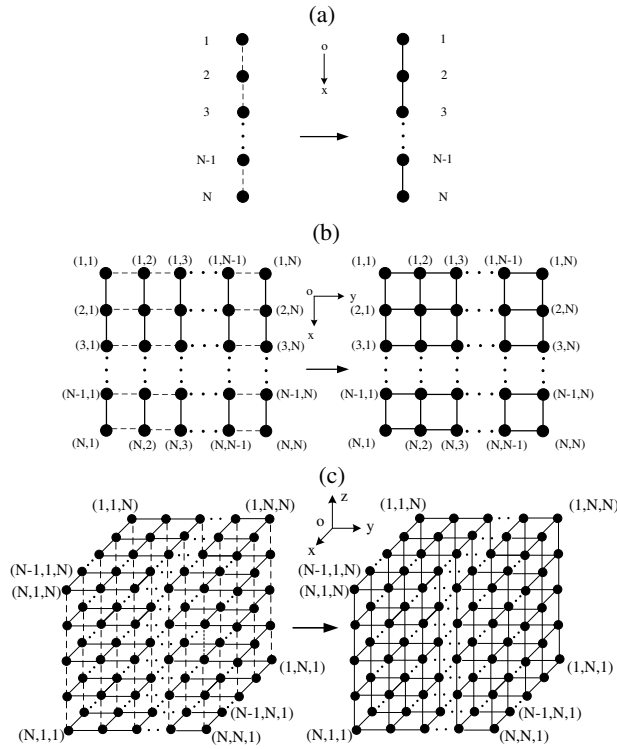 (a)
1 o 1
2 2
x
3 3
N-1 N-1
N N
(b)
(1,1) (1,2) (1,3) (1,N-1) (1,N) (1,1) (1,2) (1,3) (1,N-1) (1,N)
o y
(2,1) (2,N) (2,1) (2,N)
x
(3,1) (3,N) (3,1) (3,N)
(N-1,1) (N-1,N) (N-1,1) (N-1,N)
(N,1) (N,2) (N,3) (N,N-1) (N,N) (N,1) (N,2) (N,3) (N,N-1) (N,N)
(c)
z
(1,1,N) (1,N,N) o y (1,1,N) (1,N,N)
x
(N-1,1,N) (N-1,1,N)
(N,1,N) (N,1,N)
(1,N,1) (1,N,1)
(N-1,N,1) (N-1,N,1)
(N,1,1) (N,N,1) (N,1,1) (N,N,1)